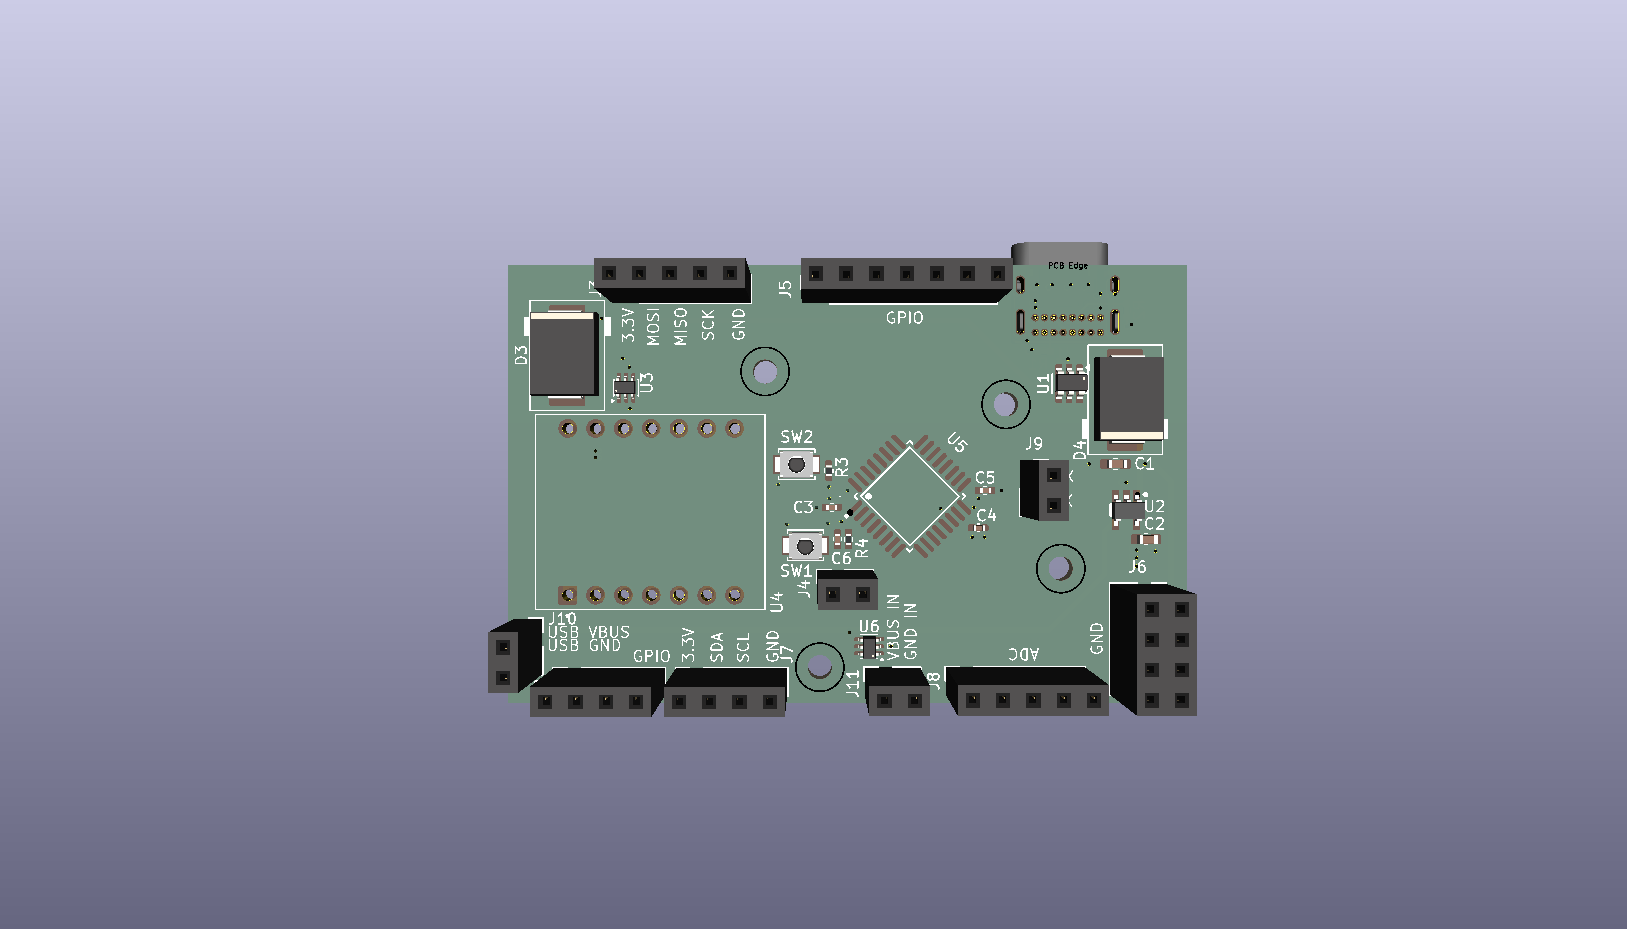 PCB Edge
J5
GPIO
3.3V
MOSI
MISO
SCK
GND
D3
U3
U1
D4
SW2
R3
U5
J9
C1
C5
C3
C4
U2
C2
SW1
C6
R4
J4
J6
U4
J10
USB VBUS
USB GND
GPIO
3.3V
SDA
SCL
GND
J7
U6
VBUS IN
GND IN
J11
J8
ADC
GND